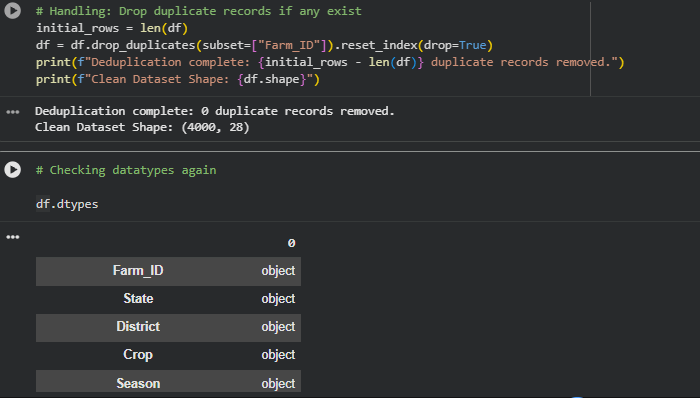 # Handling: Drop duplicate records if any exist
initial_rows = len(df)
df = df.drop_duplicates(subset=["Farm_ID"]).reset_index(drop=True)
print(f"Deduplication complete: {initial_rows - len(df)} duplicate records removed.")
print(f"Clean Dataset Shape: {df.shape}")
Deduplication complete: 0 duplicate records removed.
Clean Dataset Shape: (4000, 28)
# Checking datatypes again
df.dtypes
0
Farm_ID object
State object
District object
Crop object
Season object